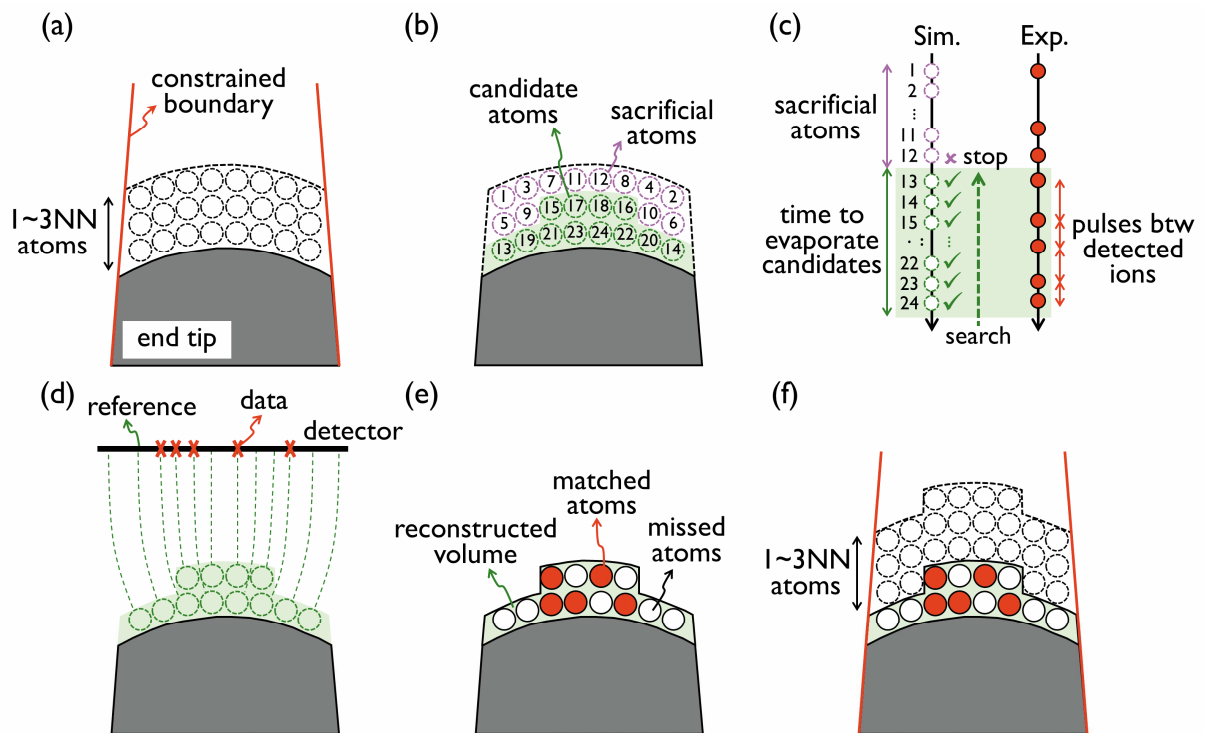 (a)
constrained
boundary
1~3NN
atoms
end tip
(b)
candidate
atoms
sacrificial
atoms
1 3 7 11 12 8 4 2
5 9 15 17 18 16 10 6
13 19 21 23 24 22 20 14
(c)
Sim. Exp.
sacrificial
atoms
1
2
...
11
12 × stop
time to
evaporate
candidates
13 ✓
14 ✓
15 ✓
...
22 ✓
23 ✓
24 ✓
search
pulses btw
detected
ions
(d)
reference
data
detector
(e)
matched
atoms
reconstructed
volume
missed
atoms
(f)
1~3NN
atoms